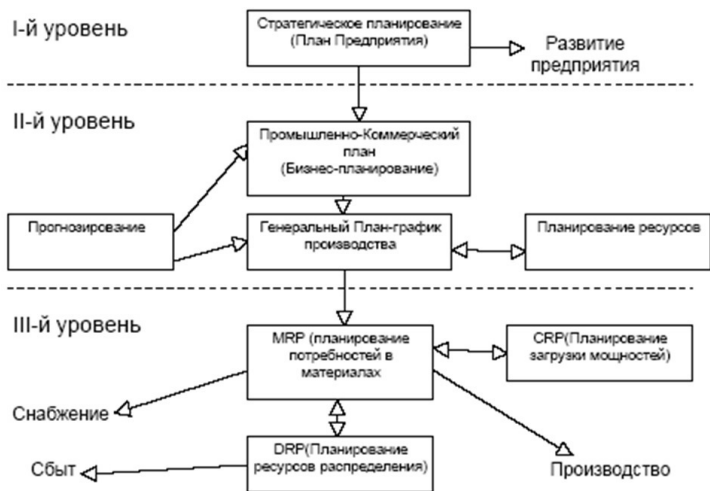 I-й уровень
Стратегическое планирование
(План Предприятия)
Развитие
предприятия
II-й уровень
Промышленно-Коммерческий
план
(Бизнес-планирование)
Прогнозирование
Генеральный План-график
производства
Планирование ресурсов
III-й уровень
MRP (планирование
потребностей в
материалах
CRP(Планирование
загрузки мощностей)
Снабжение
DRP(Планирование
ресурсов распределения)
Сбыт
Производство